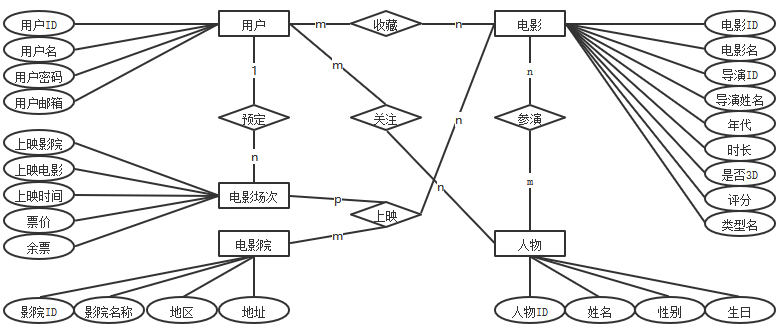 用户ID
用户名
用户密码
用户邮箱
用户
m
收藏
n
电影
电影ID
电影名
导演ID
导演姓名
年代
时长
是否3D
评分
类型名
1
m
n
预定
关注
n
参演
上映影院
上映电影
上映时间
票价
余票
n
n
m
电影场次
p
上映
m
电影院
人物
影院ID
影院名称
地区
地址
人物ID
姓名
性别
生日